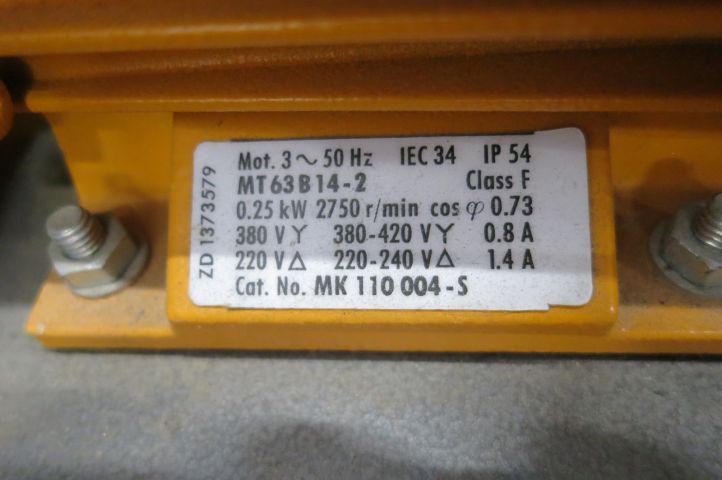 ZD 1373579
Mot. 3~ 50 Hz IEC 34 IP 54
MT63B14-2 Class F
0.25 kW 2750 r/min cos φ 0.73
380 V Y 380-420 V Y 0.8 A
220 V Δ 220-240 V Δ 1.4 A
Cat. No. MK 110 004-S